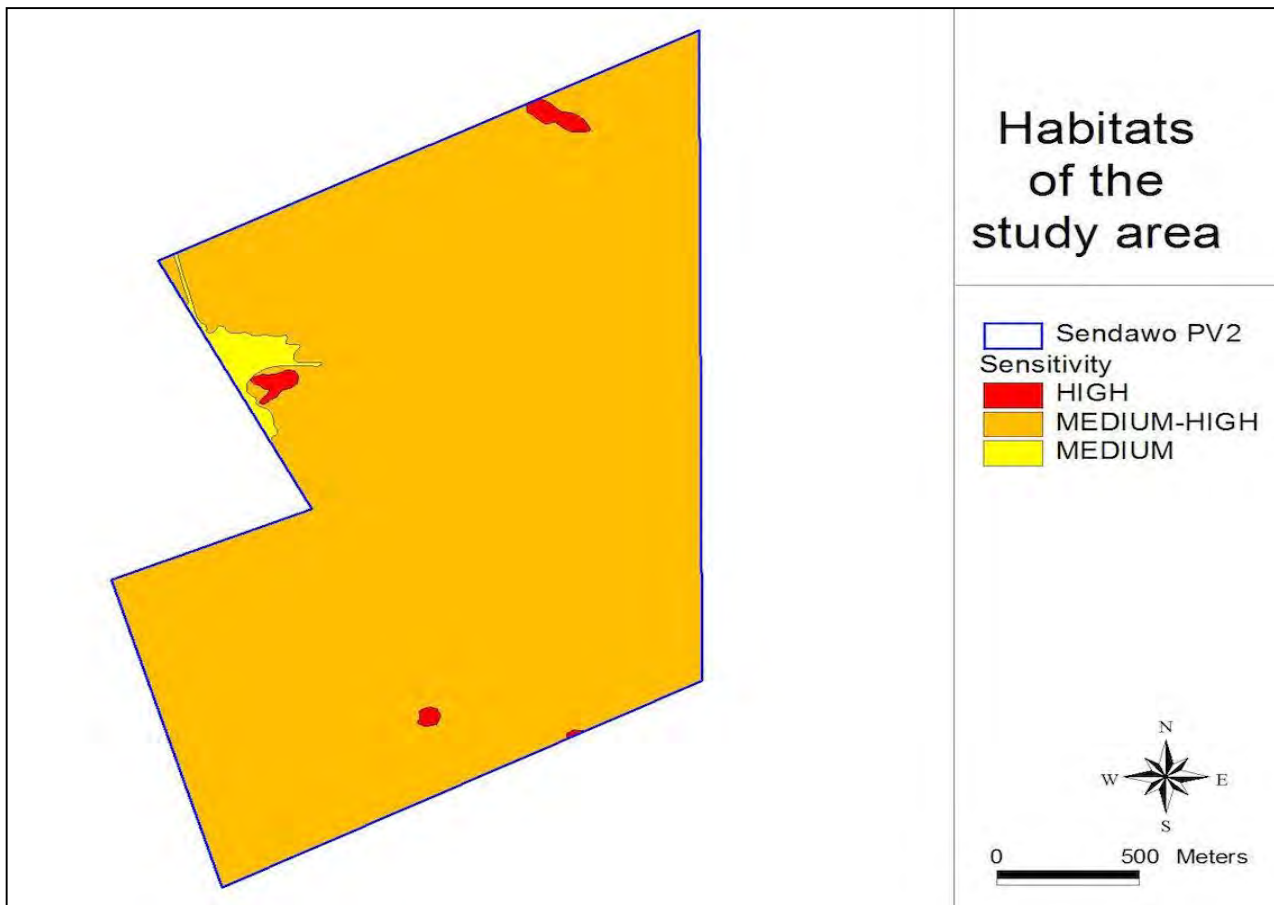 Habitats
of the
study area
Sendawo PV2
Sensitivity
HIGH
MEDIUM-HIGH
MEDIUM
N
W E
S
0 500 Meters